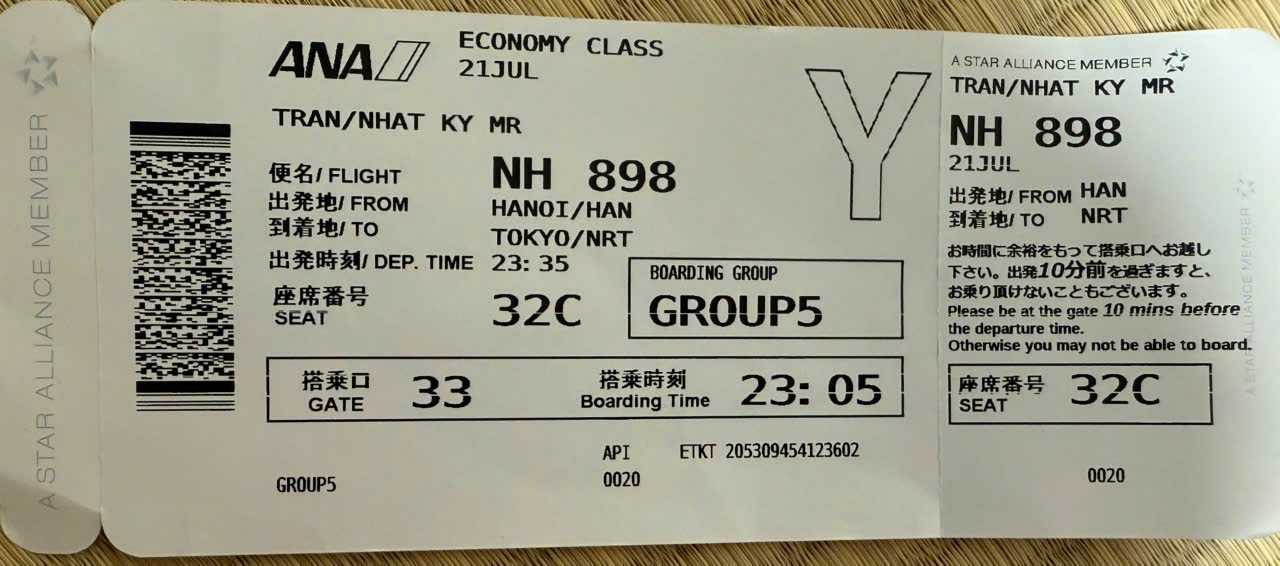 A STAR ALLIANCE MEMBER
ANA
ECONOMY CLASS
21JUL
TRAN/NHAT KY MR
Y
便名/ FLIGHT NH 898
出発地/ FROM HANOI/HAN
到着地/ TO TOKYO/NRT
出発時刻/ DEP. TIME 23:35
座席番号
SEAT 32C
BOARDING GROUP
GROUP5
搭乗口
GATE 33
搭乗時刻
Boarding Time 23:05
API ETKT 205309454123602
0020
GROUP5
A STAR ALLIANCE MEMBER
TRAN/NHAT KY MR
NH 898
21JUL
出発地/ FROM HAN
到着地/ TO NRT
お時間に余裕をもって搭乗口へお越し
下さい。出発10分前を過ぎますと、
お乗り頂けないこともございます。
Please be at the gate 10 mins before
the departure time.
Otherwise you may not be able to board.
座席番号
SEAT 32C
0020
A STAR ALLIANCE MEMBER